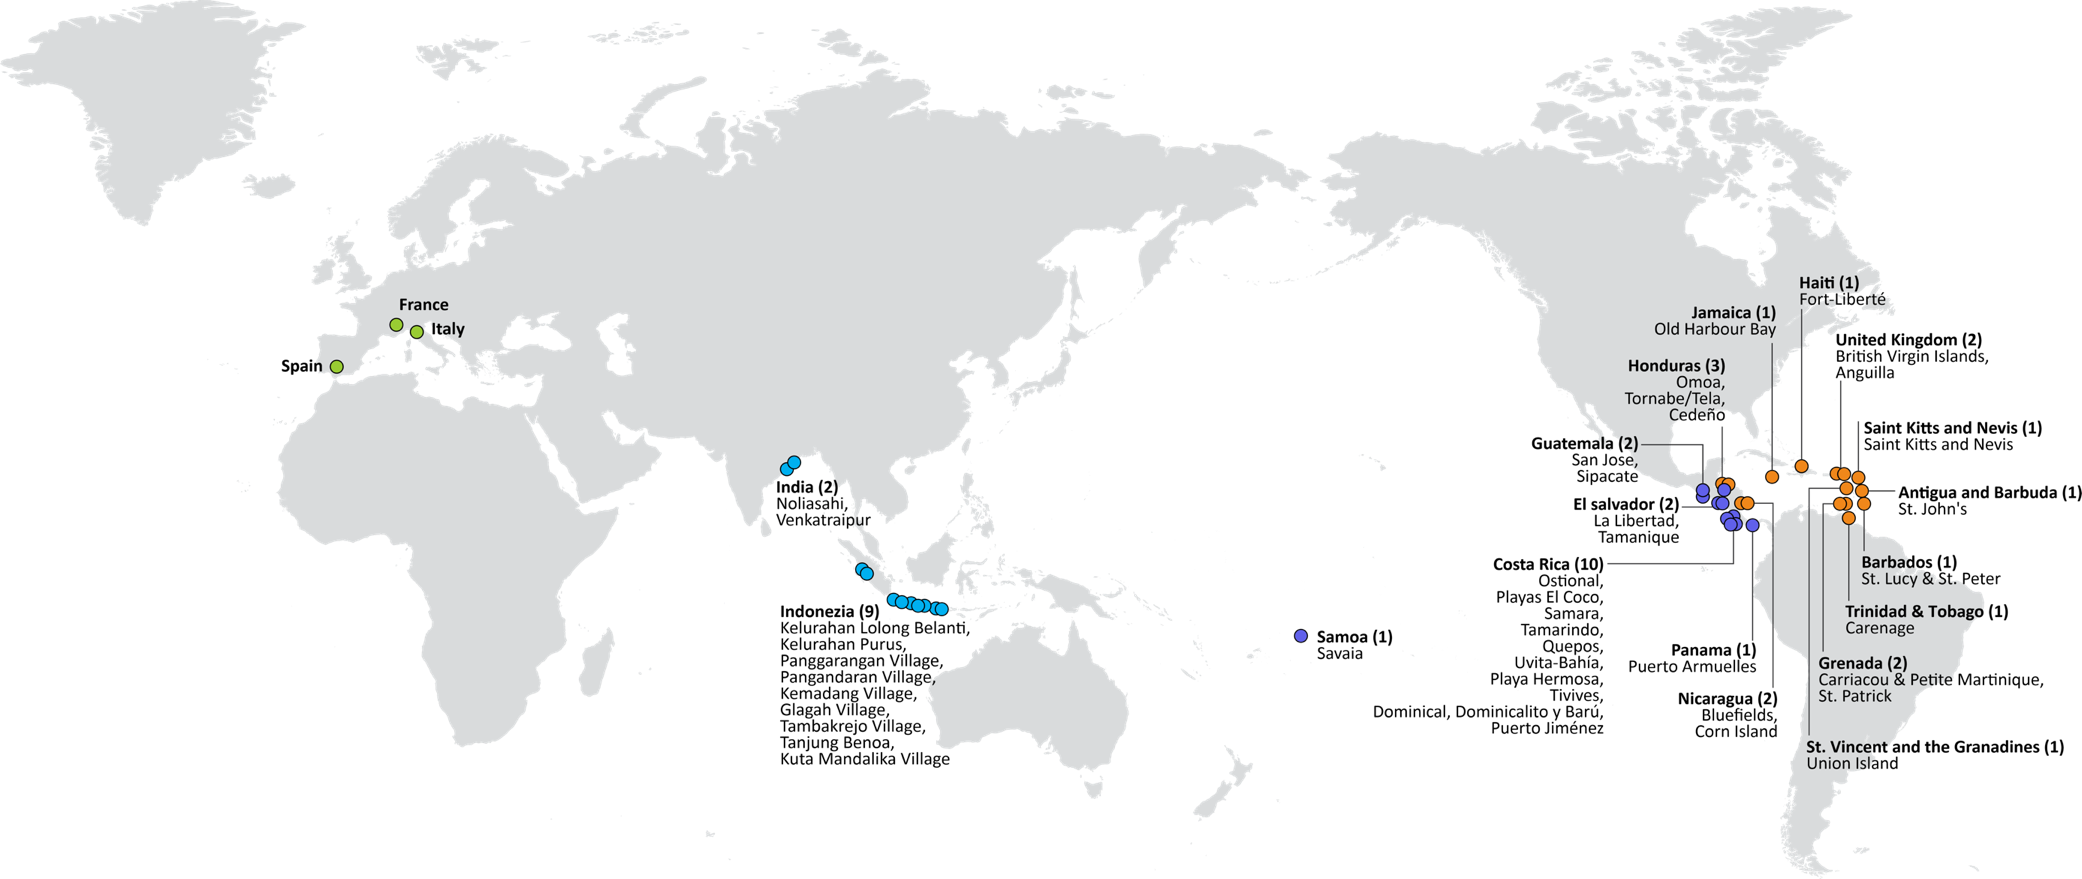 France
Italy
Spain
India (2)
Noliasahi,
Venkatraipur
Indonezia (9)
Kelurahan Lolong Belanti,
Kelurahan Purus,
Panggarangan Village,
Pangandaran Village,
Kemadang Village,
Glagah Village,
Tambakrejo Village,
Tanjung Benoa,
Kuta Mandalika Village
Samoa (1)
Savaia
Haiti (1)
Fort-Liberté
Jamaica (1)
Old Harbour Bay
United Kingdom (2)
British Virgin Islands,
Anguilla
Honduras (3)
Omoa,
Tornabe/Tela,
Cedeño
Saint Kitts and Nevis (1)
Saint Kitts and Nevis
Guatemala (2)
San Jose,
Sipacate
Antigua and Barbuda (1)
St. John's
El salvador (2)
La Libertad,
Tamanique
Costa Rica (10)
Ostional,
Playas El Coco,
Samara,
Tamarindo,
Quepos,
Uvita-Bahía,
Playa Hermosa,
Tivives,
Dominical, Dominicalito y Barú,
Puerto Jiménez
Barbados (1)
St. Lucy & St. Peter
Trinidad & Tobago (1)
Carenage
Panama (1)
Puerto Armuelles
Grenada (2)
Carriacou & Petite Martinique,
St. Patrick
Nicaragua (2)
Bluefields,
Corn Island
St. Vincent and the Granadines (1)
Union Island